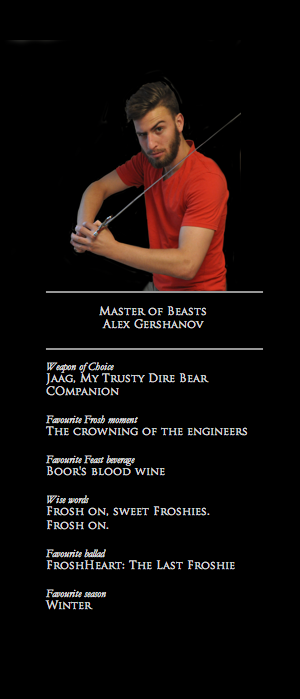 Master of Beasts
Alex Gershanov
Weapon of Choice
Jaag, My Trusty Dire Bear
COmpanion
Favourite Frosh moment
The crowning of the engineers
Favourite Feast beverage
Boor's blood wine
Wise words
Frosh on, sweet Froshies.
Frosh on.
Favourite ballad
FroshHeart: The Last Froshie
Favourite season
Winter